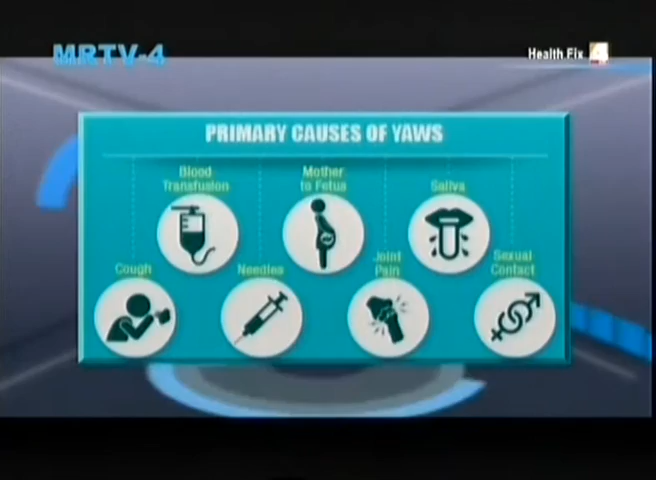 MRTV-4
Health Fix 4
PRIMARY CAUSES OF YAWS
Blood
Transfusion
Mother
to Fetus
Saliva
Cough
Needles
Joint
Pain
Sexual
Contact